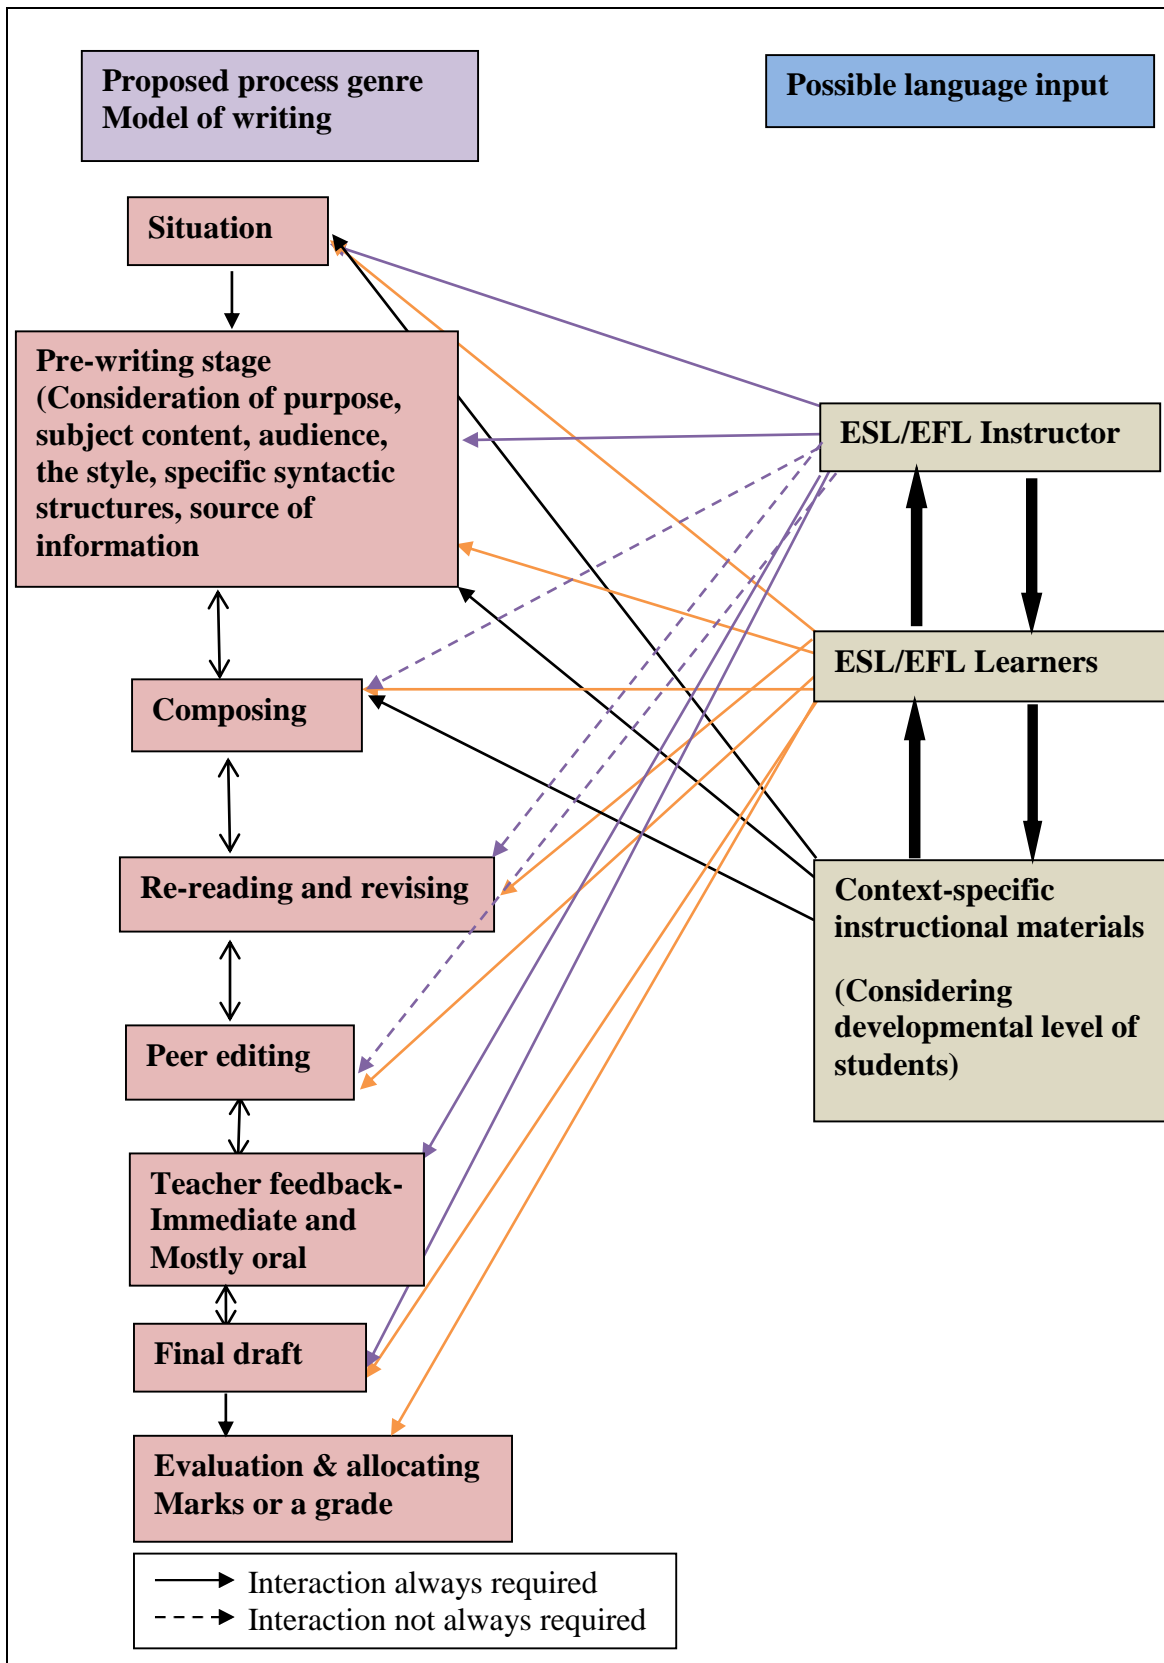 Proposed process genre
Model of writing
Possible language input
Situation
Pre-writing stage
(Consideration of purpose,
subject content, audience,
the style, specific syntactic
structures, source of
information
ESL/EFL Instructor
ESL/EFL Learners
Composing
Re-reading and revising
Context-specific
instructional materials
(Considering
developmental level of
students)
Peer editing
Teacher feedback-
Immediate and
Mostly oral
Final draft
Evaluation & allocating
Marks or a grade
Interaction always required
Interaction not always required